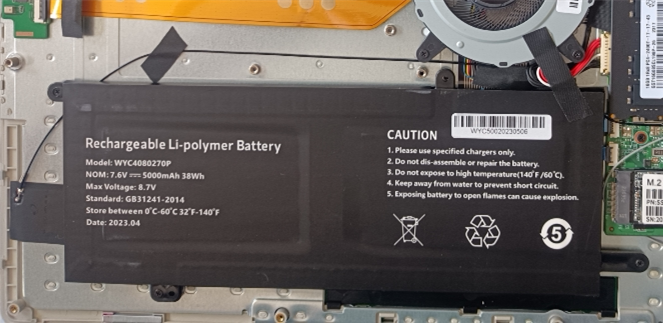 Rechargeable Li-polymer Battery
Model: WYC4080270P
NOM: 7.6V ⎓ 5000mAh 38Wh
Max Voltage: 8.7V
Standard: GB31241-2014
Store between 0°C-60°C 32°F-140°F
Date: 2023.04
CAUTION
WYC50020230506
1. Please use specified chargers only.
2. Do not dis-assemble or repair the battery.
3. Do not expose to high temperature(140°F /60°C).
4. Keep away from water to prevent short circuit.
5. Exposing battery to open flames can cause explosion.
5
M.2